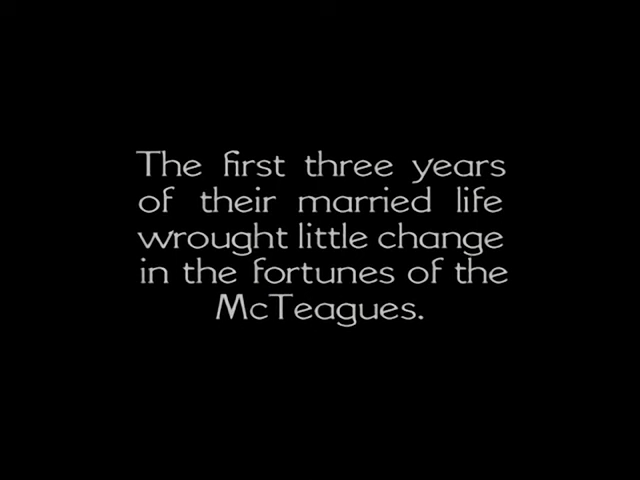 The first three years
of their married life
wrought little change
in the fortunes of the
McTeagues.